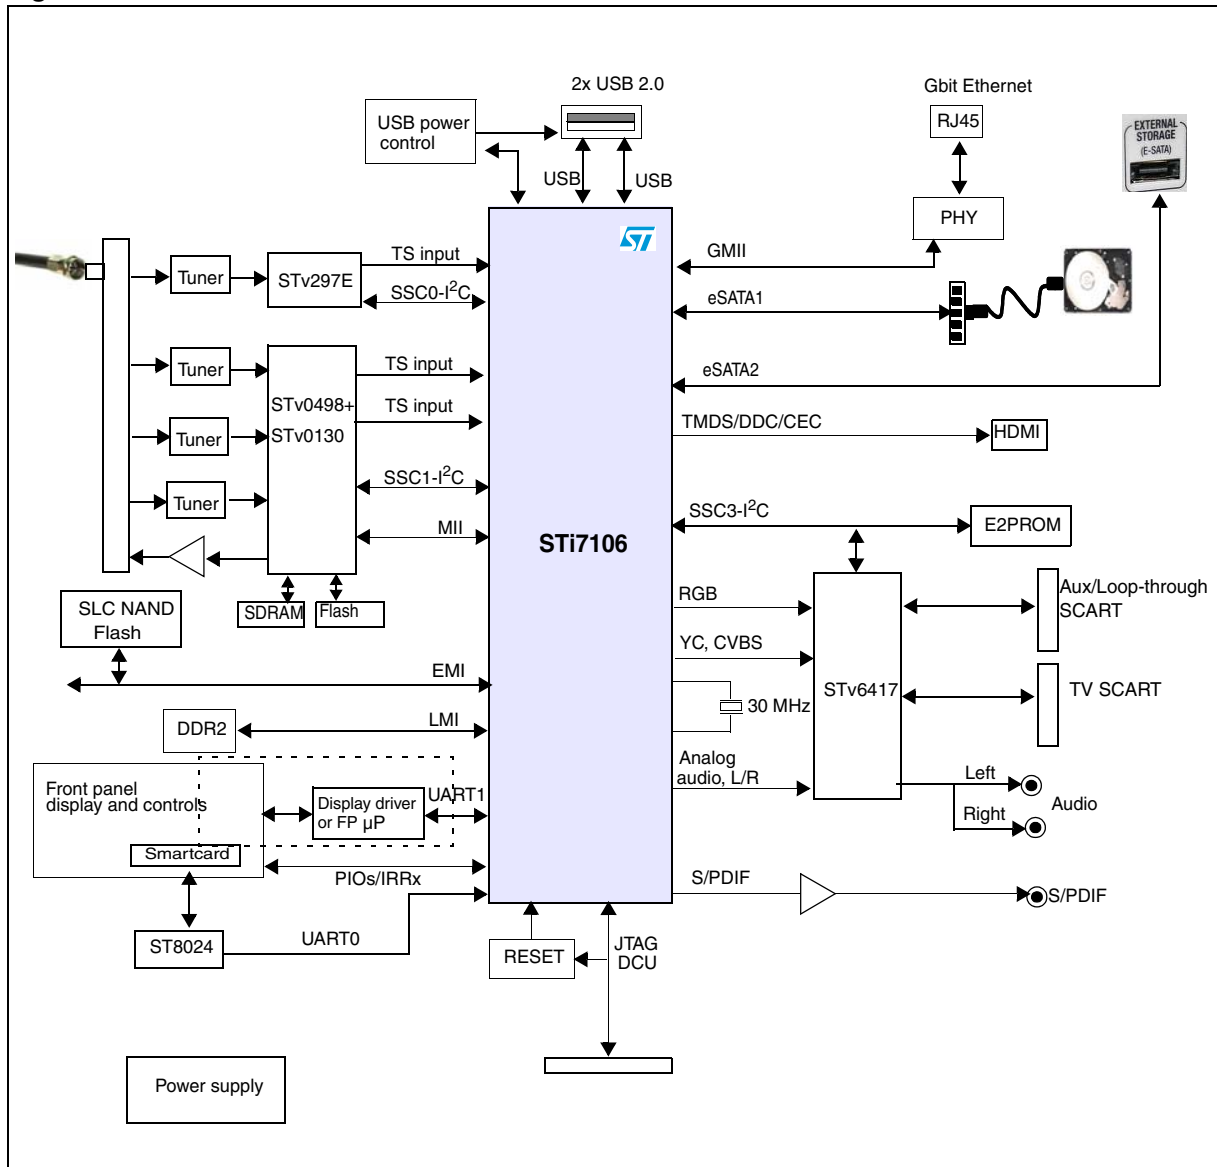 2x USB 2.0
Gbit Ethernet
USB power
control
RJ45
EXTERNAL
STORAGE
(E-SATA)
USB
USB
PHY
ST
Tuner
STv297E
TS input
SSC0-I²C
GMII
eSATA1
Tuner
TS input
eSATA2
STv0498+
STv0130
TS input
Tuner
TMDS/DDC/CEC
HDMI
Tuner
SSC1-I²C
MII
STi7106
SSC3-I²C
E2PROM
SDRAM
Flash
SLC NAND
Flash
RGB
YC, CVBS
STv6417
Aux/Loop-through
SCART
EMI
30 MHz
TV SCART
DDR2
LMI
Analog
audio, L/R
Front panel
display and controls
Display driver
or FP µP
UART1
Left
Right
Audio
Smartcard
PIOs/IRRx
S/PDIF
S/PDIF
ST8024
UART0
RESET
JTAG
DCU
Power supply